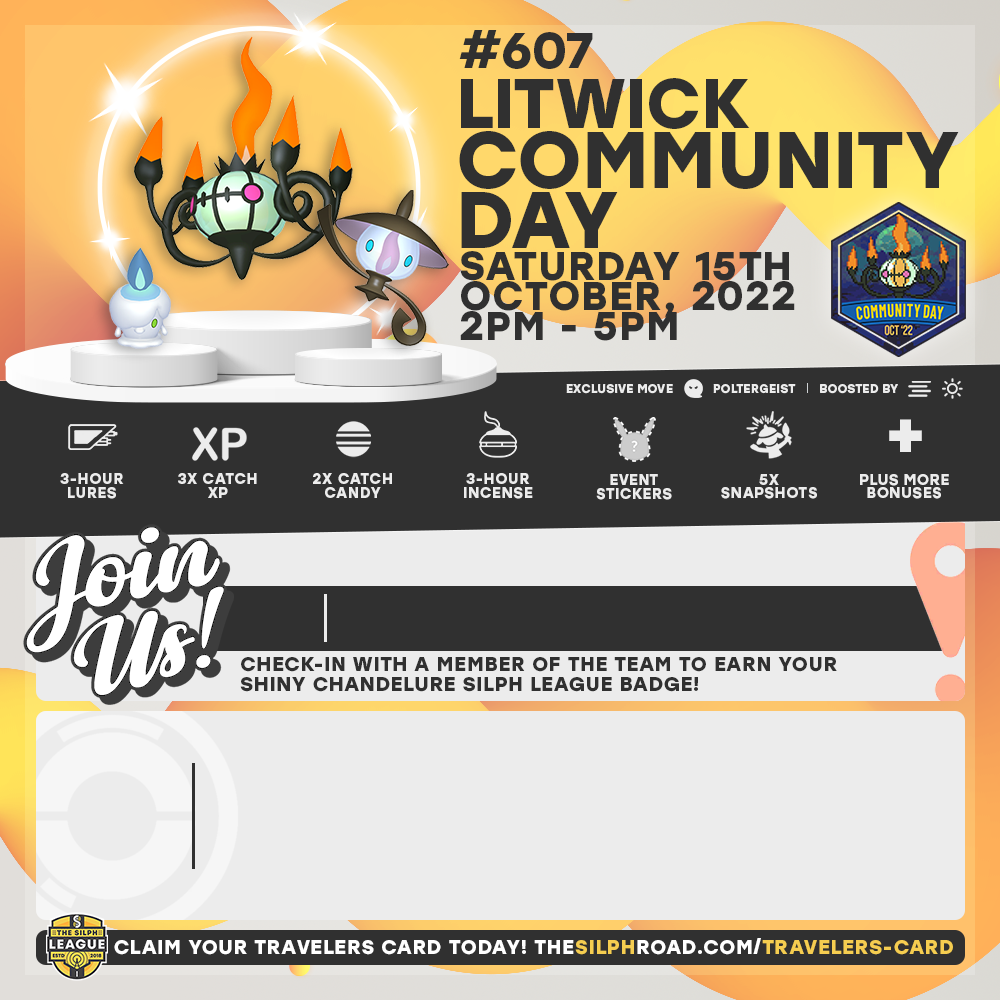 #607
LITWICK
COMMUNITY
DAY
SATURDAY 15TH
OCTOBER, 2022
2PM - 5PM
COMMUNITY DAY
OCT '22
EXCLUSIVE MOVE POLTERGEIST | BOOSTED BY
XP
?
3-HOUR
LURES
3X CATCH
XP
2X CATCH
CANDY
3-HOUR
INCENSE
EVENT
STICKERS
5X
SNAPSHOTS
PLUS MORE
BONUSES
Join
Us!
CHECK-IN WITH A MEMBER OF THE TEAM TO EARN YOUR
SHINY CHANDELURE SILPH LEAGUE BADGE!
S
THE SILPH
LEAGUE
ESTD 2018
CLAIM YOUR TRAVELERS CARD TODAY! THESILPHROAD.COM/TRAVELERS-CARD